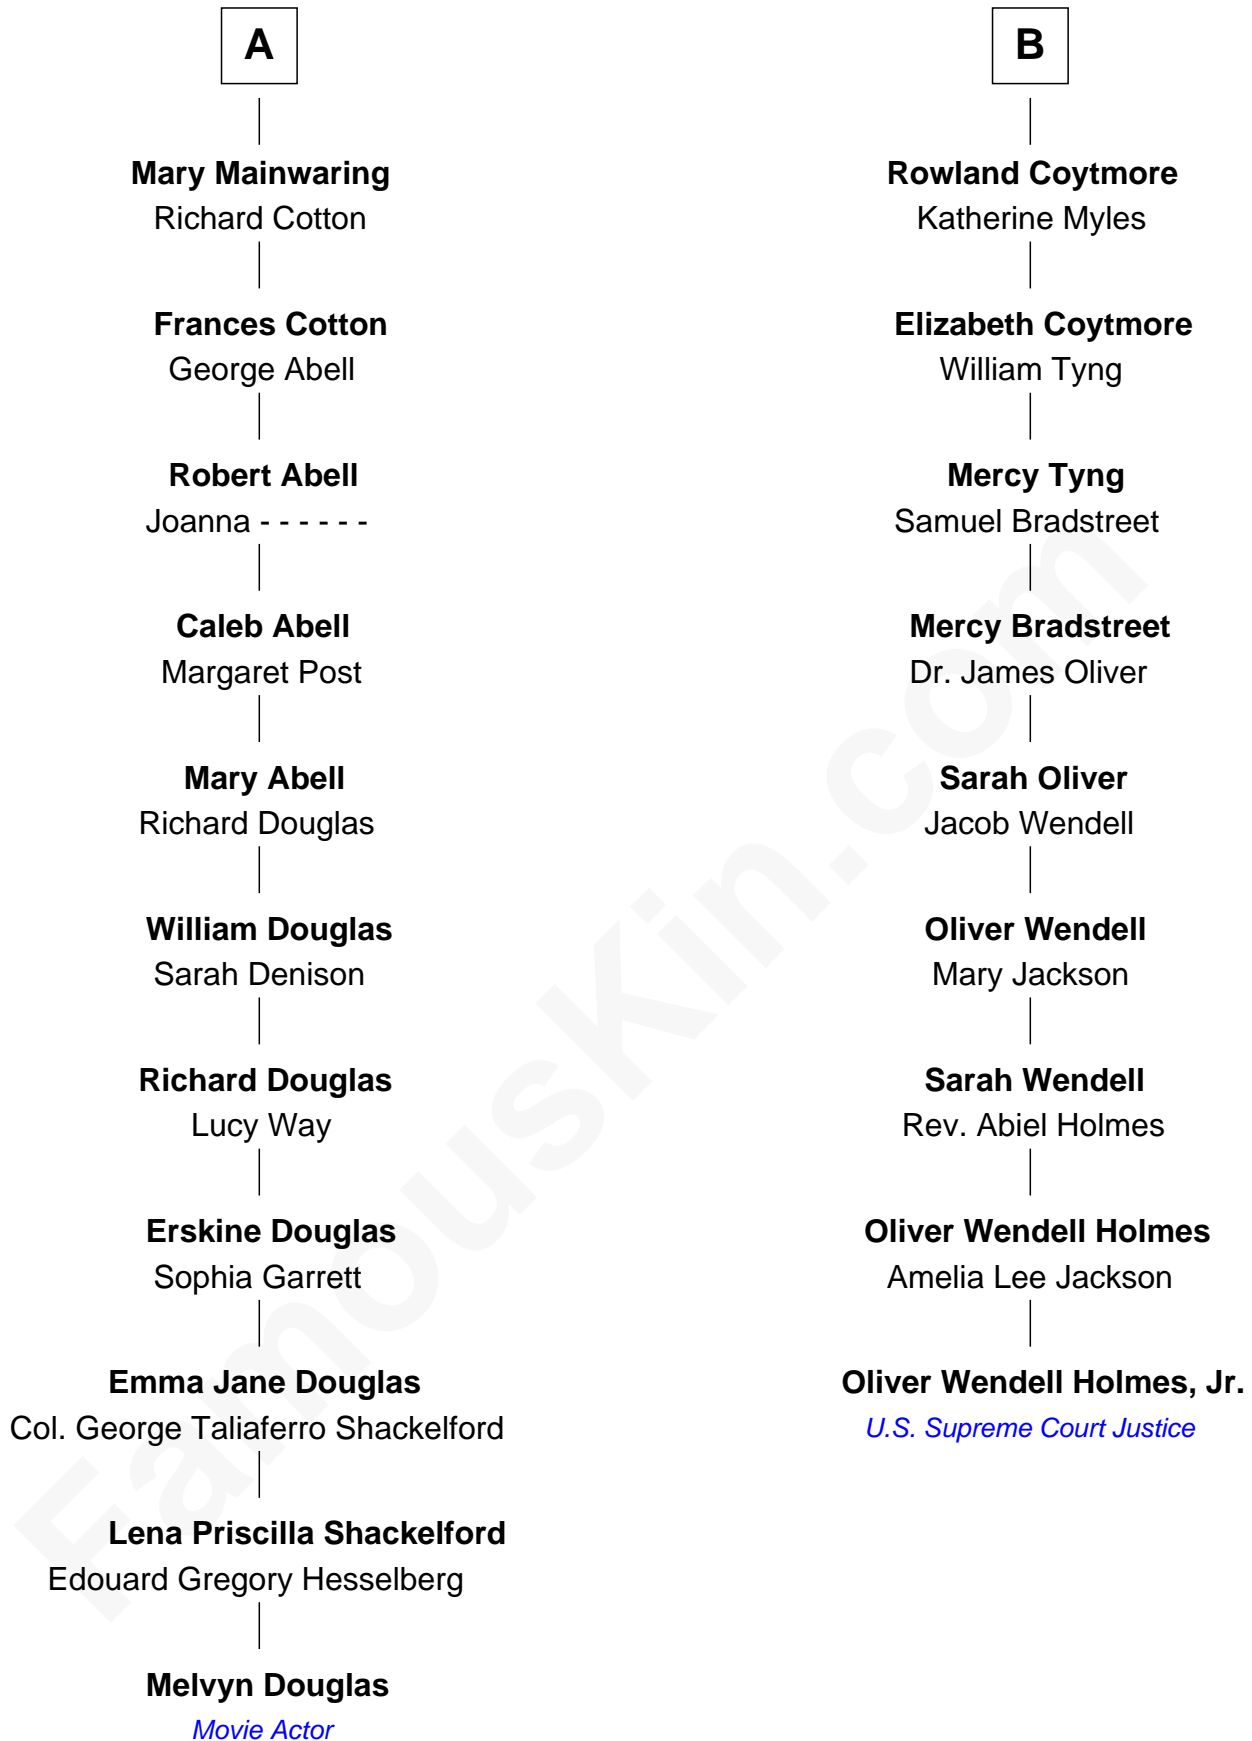 A
Mary Mainwaring
Richard Cotton
Frances Cotton
George Abell
Robert Abell
Joanna - - - - - -
Caleb Abell
Margaret Post
Mary Abell
Richard Douglas
William Douglas
Sarah Denison
Richard Douglas
Lucy Way
Erskine Douglas
Sophia Garrett
Emma Jane Douglas
Col. George Taliaferro Shackelford
Lena Priscilla Shackelford
Edouard Gregory Hesselberg
Melvyn Douglas
Movie Actor
B
Rowland Coytmore
Katherine Myles
Elizabeth Coytmore
William Tyng
Mercy Tyng
Samuel Bradstreet
Mercy Bradstreet
Dr. James Oliver
Sarah Oliver
Jacob Wendell
Oliver Wendell
Mary Jackson
Sarah Wendell
Rev. Abiel Holmes
Oliver Wendell Holmes
Amelia Lee Jackson
Oliver Wendell Holmes, Jr.
U.S. Supreme Court Justice
FamousKin.com